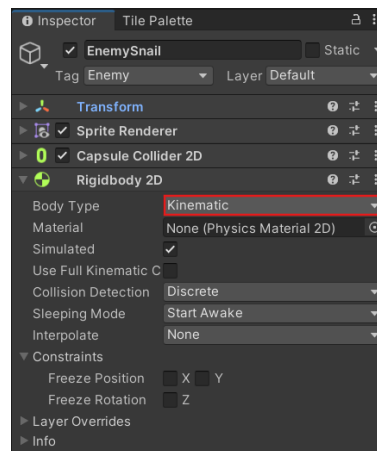 Inspector Tile Palette
EnemySnail Static
Tag Enemy Layer Default
Transform
Sprite Renderer
Capsule Collider 2D
Rigidbody 2D
Body Type Kinematic
Material None (Physics Material 2D)
Simulated
Use Full Kinematic C
Collision Detection Discrete
Sleeping Mode Start Awake
Interpolate None
Constraints
Freeze Position X Y
Freeze Rotation Z
Layer Overrides
Info